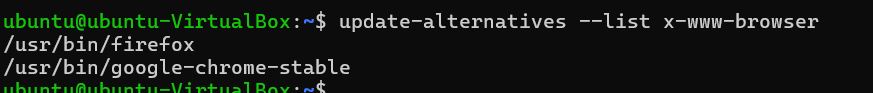 ubuntu@ubuntu-VirtualBox:~$ update-alternatives --list x-www-browser
/usr/bin/firefox
/usr/bin/google-chrome-stable
ubuntu@ubuntu-VirtualBox:~$